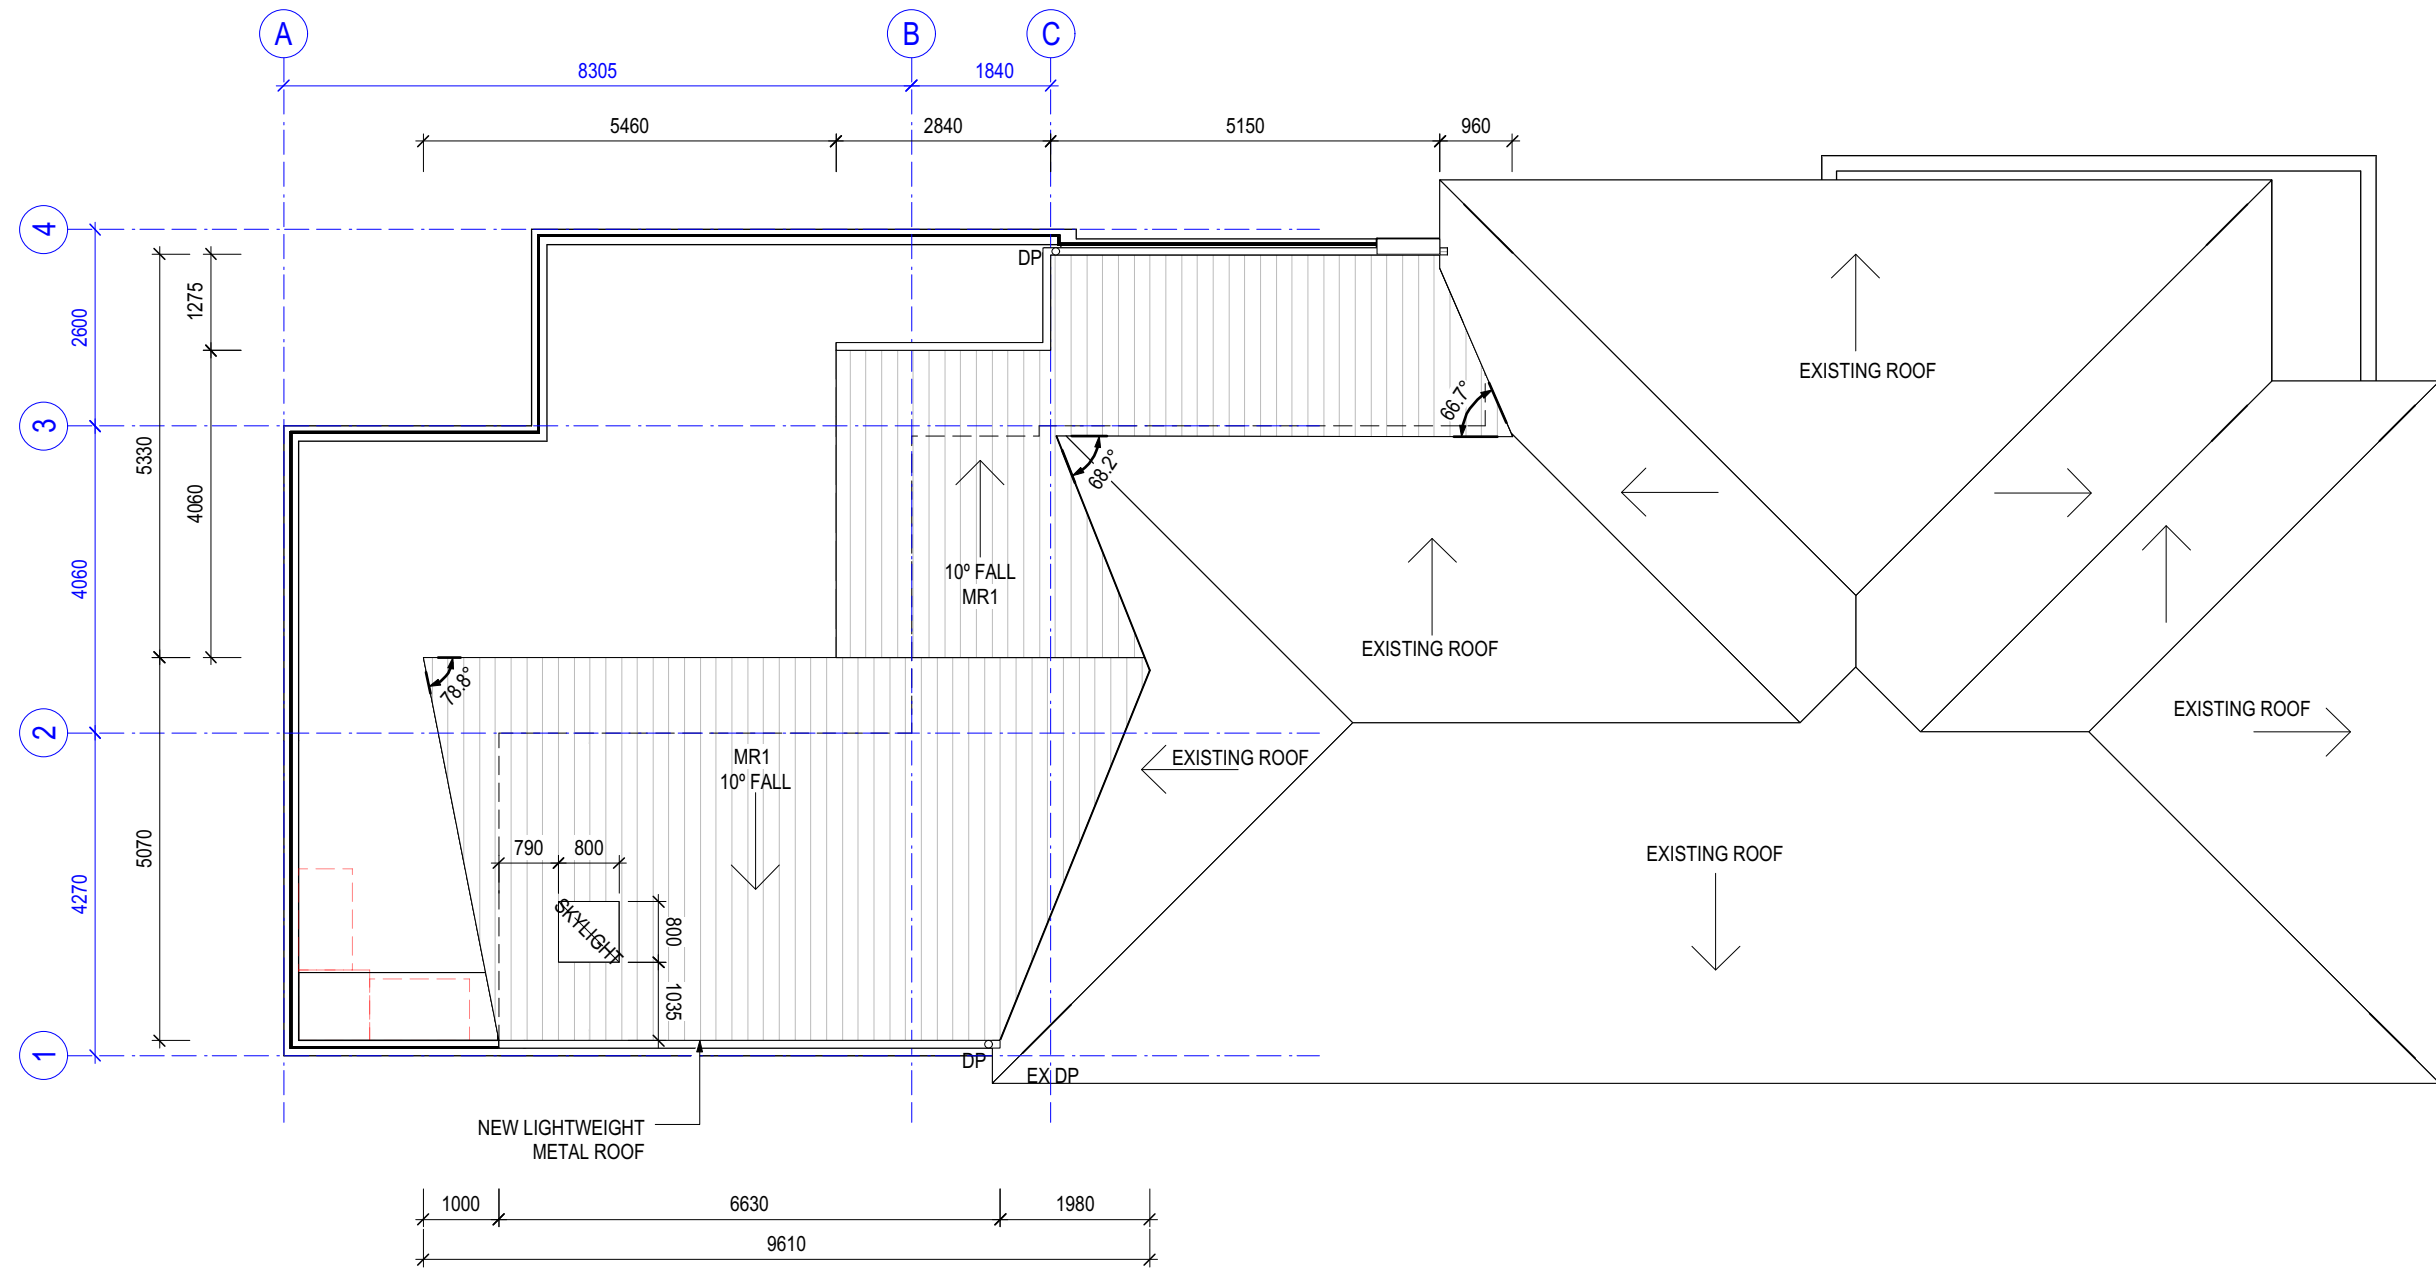 A
B
C
8305
1840
5460
2840
5150
960
4
3
2
1
2600
4060
4270
5330
5070
1275
4060
DP
66.7°
68.2°
78.8°
10º FALL
MR1
MR1
10º FALL
790
800
800
1035
SKYLIGHT
EXISTING ROOF
EXISTING ROOF
EXISTING ROOF
EXISTING ROOF
EXISTING ROOF
DP
EX DP
NEW LIGHTWEIGHT
METAL ROOF
1000
6630
1980
9610